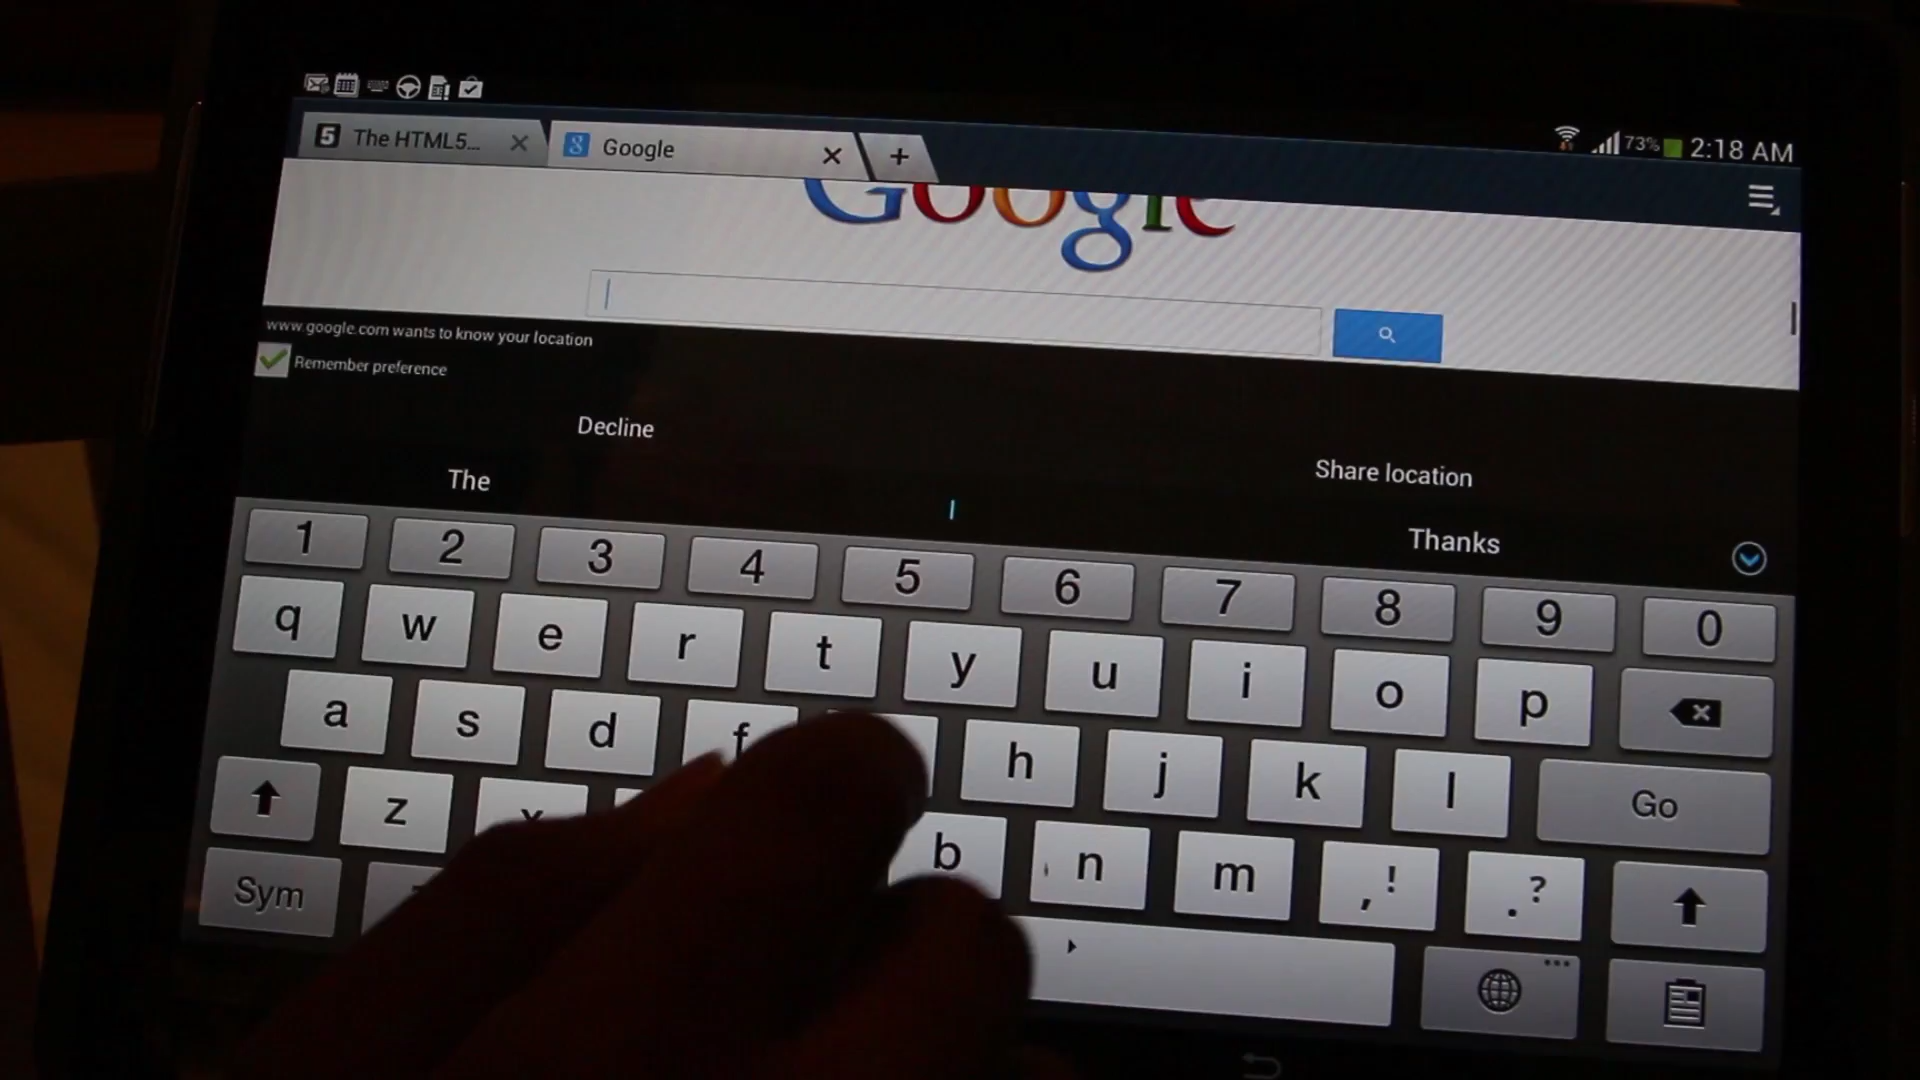 73% 2:18 AM
5 The HTML5... Google +
Google
www.google.com wants to know your location
Remember preference
Decline
Share location
The I Thanks
1 2 3 4 5 6 7 8 9 0
q w e r t y u i o p
a s d f h j k l Go
z x b n m , ! . ?
Sym